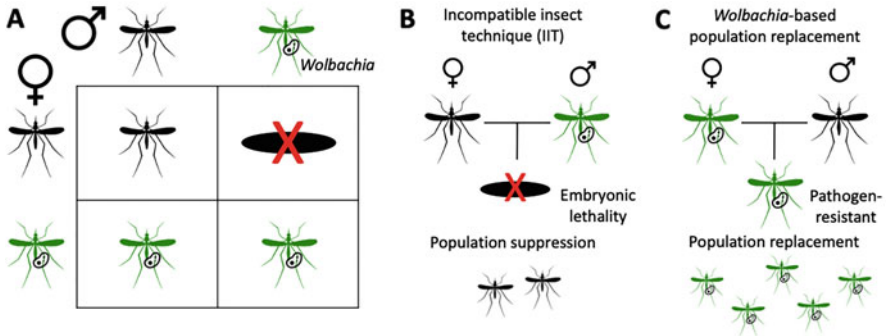 A
♂
♀
Wolbachia
B
Incompatible insect
technique (IIT)
♀
♂
Embryonic
lethality
Population suppression
C
Wolbachia-based
population replacement
♀
♂
Pathogen-
resistant
Population replacement